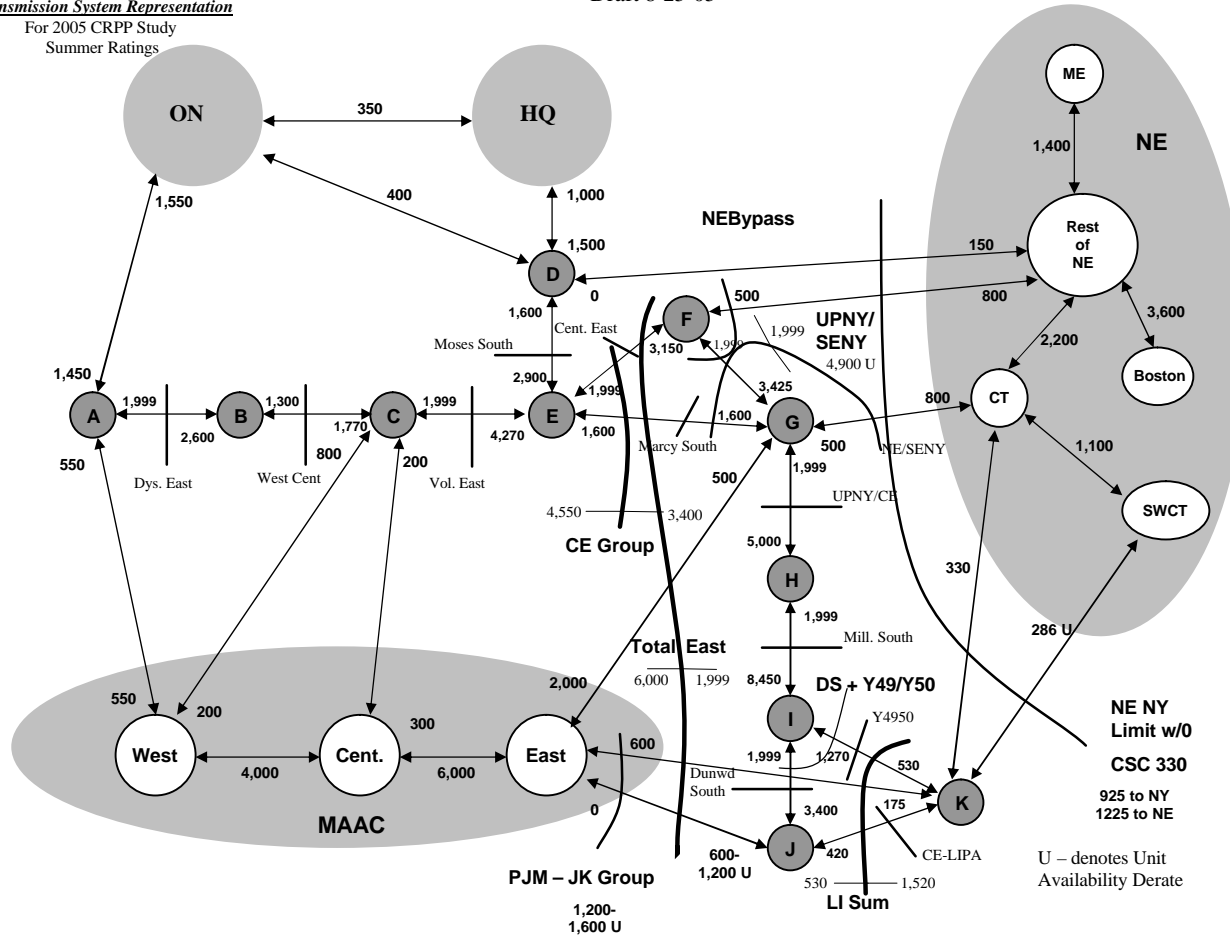 nsmission System Representation
For 2005 CRPP Study
Summer Ratings
ON
350
HQ
ME
1,400
NE
1,550
400
1,000
NEBypass
Rest
of
NE
1,500
150
D
0
500
800
3,600
1,600
Cent. East
F
1,999
UPNY/
SENY
4,900 U
2,200
Moses South
3,150
1,999
Boston
1,450
2,900
3,425
CT
A
1,999
B
1,300
C
1,999
E
1,999
1,600
G
800
2,600
1,770
4,270
1,600
Marcy South
500
NE/SENY
1,100
550
800
200
500
1,999
Dys. East
West Cent
Vol. East
UPNY/CE
SWCT
4,550
3,400
CE Group
5,000
H
330
1,999
286 U
Total East
Mill. South
6,000
1,999
8,450
DS + Y49/Y50
2,000
550
200
I
Y4950
NE NY
Limit w/0
CSC 330
925 to NY
1225 to NE
West
300
Cent.
East
600
1,999
1,270
530
4,000
6,000
Dunwd
South
K
0
3,400
175
MAAC
J
420
CE-LIPA
600-
1,200 U
U – denotes Unit
Availability Derate
PJM – JK Group
530
1,520
LI Sum
1,200-
1,600 U